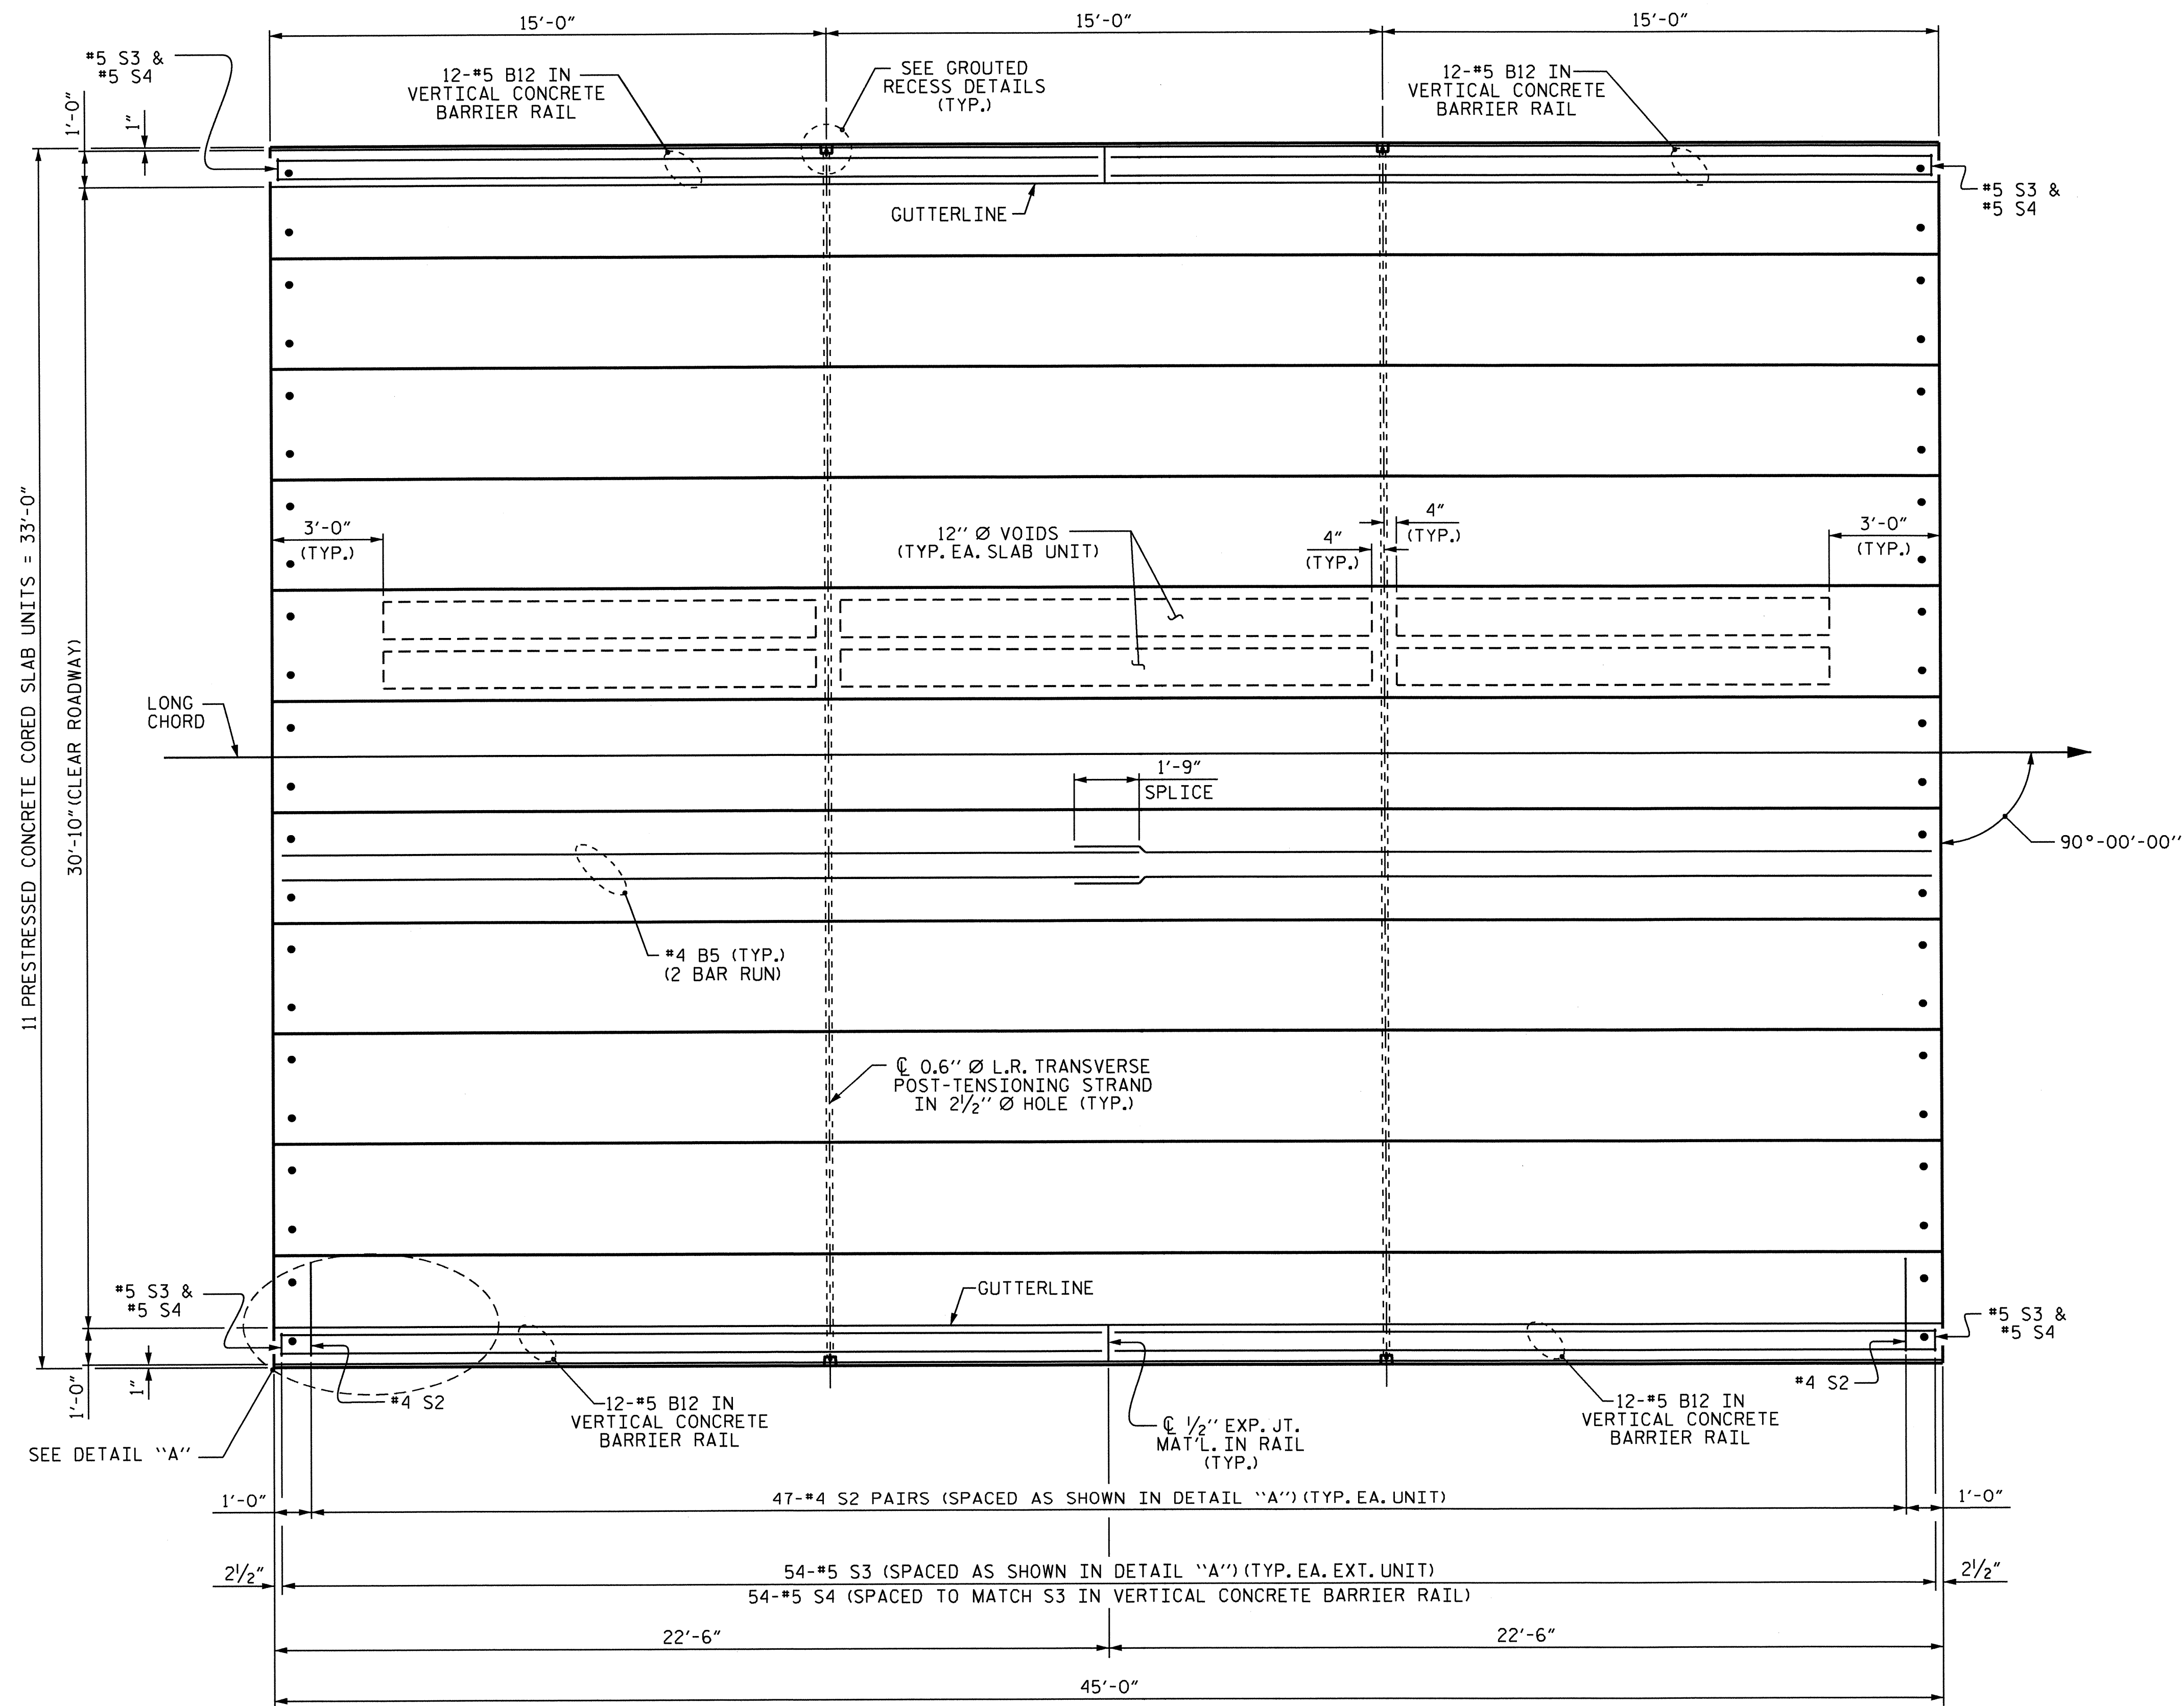 15'-0"
15'-0"
15'-0"
#5 S3 &
#5 S4
12-#5 B12 IN
VERTICAL CONCRETE
BARRIER RAIL
SEE GROUTED
RECESS DETAILS
(TYP.)
12-#5 B12 IN
VERTICAL CONCRETE
BARRIER RAIL
1'-0"
1"
#5 S3 &
#5 S4
GUTTERLINE
11 PRESTRESSED CONCRETE CORED SLAB UNITS = 33'-0"
30'-10"(CLEAR ROADWAY)
3'-0"
(TYP.)
12" Ø VOIDS
(TYP. EA. SLAB UNIT)
4"
(TYP.)
4"
(TYP.)
3'-0"
(TYP.)
LONG
CHORD
1'-9"
SPLICE
90°-00'-00"
#4 B5 (TYP.)
(2 BAR RUN)
℄ 0.6" Ø L.R. TRANSVERSE
POST-TENSIONING STRAND
IN 2½" Ø HOLE (TYP.)
#5 S3 &
#5 S4
GUTTERLINE
#5 S3 &
#5 S4
1'-0"
1"
#4 S2
12-#5 B12 IN
VERTICAL CONCRETE
BARRIER RAIL
℄ ½" EXP. JT.
MAT'L. IN RAIL
(TYP.)
12-#5 B12 IN
VERTICAL CONCRETE
BARRIER RAIL
#4 S2
SEE DETAIL "A"
1'-0"
47-#4 S2 PAIRS (SPACED AS SHOWN IN DETAIL "A") (TYP. EA. UNIT)
1'-0"
2½"
54-#5 S3 (SPACED AS SHOWN IN DETAIL "A") (TYP. EA. EXT. UNIT)
54-#5 S4 (SPACED TO MATCH S3 IN VERTICAL CONCRETE BARRIER RAIL)
2½"
22'-6"
22'-6"
45'-0"